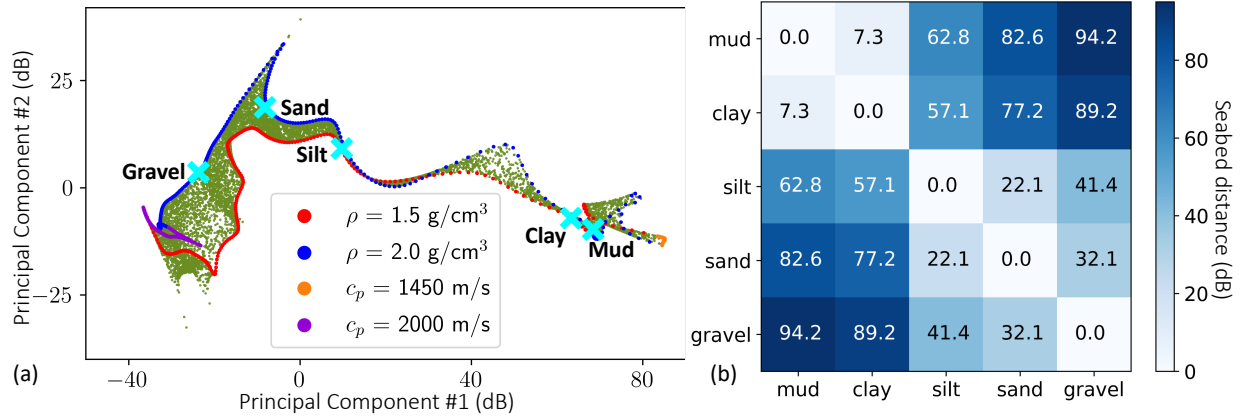 Principal Component #2 (dB)
25
0
−25
Sand
Gravel
Silt
Clay
Mud
ρ = 1.5 g/cm³
ρ = 2.0 g/cm³
c_p = 1450 m/s
c_p = 2000 m/s
−40 0 40 80
Principal Component #1 (dB)
(a)
mud 0.0 7.3 62.8 82.6 94.2
clay 7.3 0.0 57.1 77.2 89.2
silt 62.8 57.1 0.0 22.1 41.4
sand 82.6 77.2 22.1 0.0 32.1
gravel 94.2 89.2 41.4 32.1 0.0
mud clay silt sand gravel
(b)
80
60
40
20
0
Seabed distance (dB)